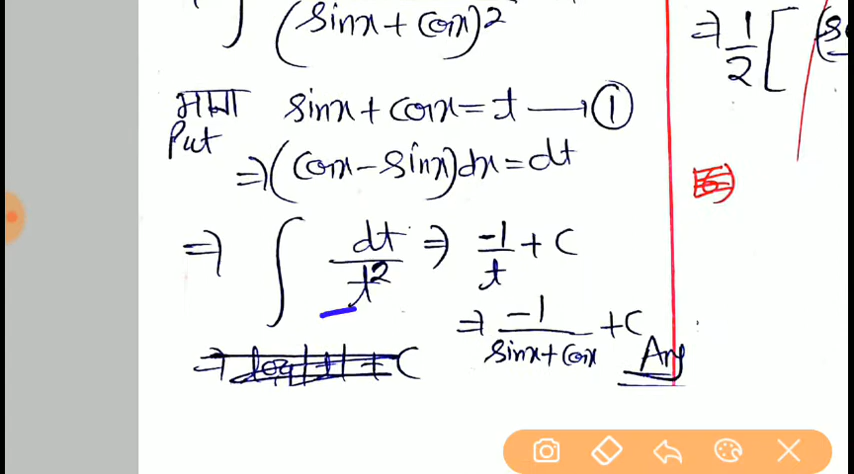 ∫ (sinx + cosx)2
⇒ 1/2 [
माना sinx + cosx = t —→ ①
Put
⇒ (cosx - sinx)dx = dt
⇒ ∫ dt/t² ⇒ -1/t + C
⇒ -1/(sinx + cosx) + C Ans
⇒ log|t| + C